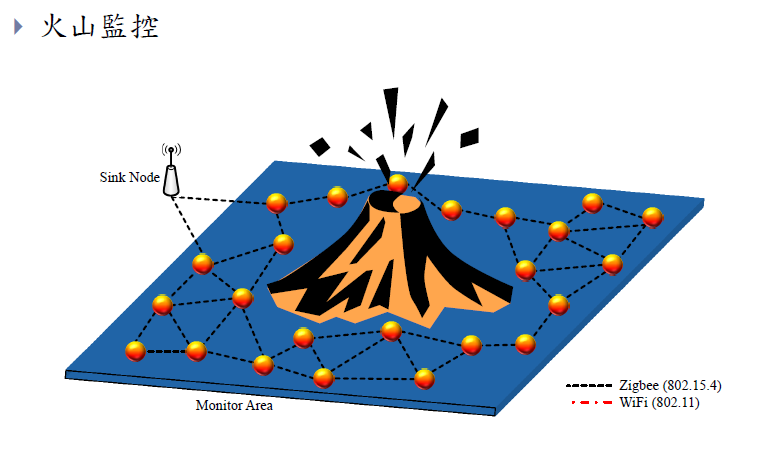 火山監控
Sink Node
Monitor Area
Zigbee (802.15.4)
WiFi (802.11)